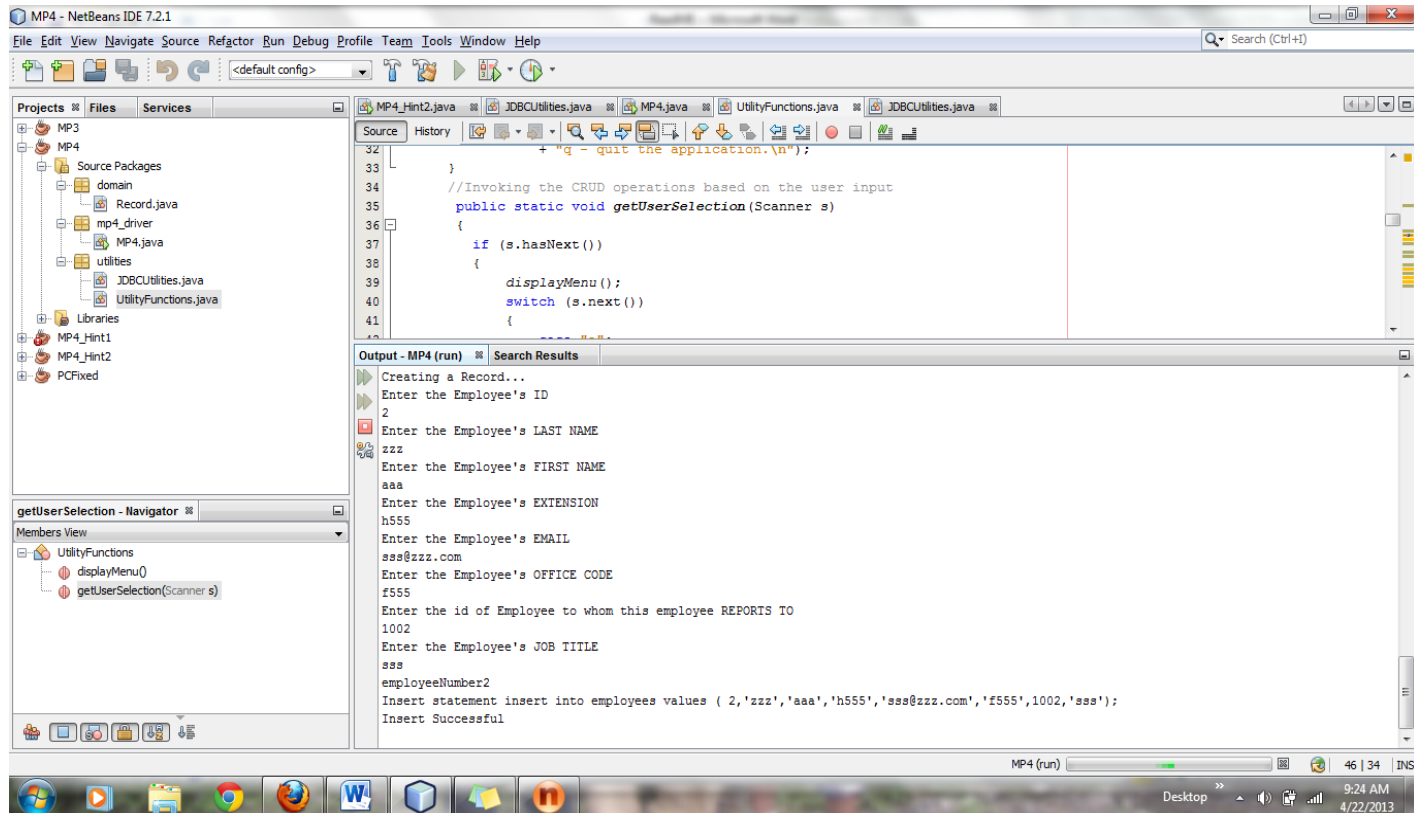 MP4 - NetBeans IDE 7.2.1
File Edit View Navigate Source Refactor Run Debug Profile Team Tools Window Help
Search (Ctrl+I)
<default config>
Projects Files Services
MP3
MP4
Source Packages
domain
Record.java
mp4_driver
MP4.java
utilities
JDBCUtilities.java
UtilityFunctions.java
Libraries
MP4_Hint1
MP4_Hint2
PCFixed
getUserSelection - Navigator
Members View
UtilityFunctions
displayMenu()
getUserSelection(Scanner s)
MP4_Hint2.java JDBCUtilities.java MP4.java UtilityFunctions.java JDBCUtilities.java
Source History
32 + "q - quit the application.\n");
33 }
34 //Invoking the CRUD operations based on the user input
35 public static void getUserSelection(Scanner s)
36 {
37 if (s.hasNext())
38 {
39 displayMenu();
40 switch (s.next())
41 {
Output - MP4 (run) Search Results
Creating a Record...
Enter the Employee's ID
2
Enter the Employee's LAST NAME
zzz
Enter the Employee's FIRST NAME
aaa
Enter the Employee's EXTENSION
h555
Enter the Employee's EMAIL
sss@zzz.com
Enter the Employee's OFFICE CODE
f555
Enter the id of Employee to whom this employee REPORTS TO
1002
Enter the Employee's JOB TITLE
sss
employeeNumber2
Insert statement insert into employees values ( 2,'zzz','aaa','h555','sss@zzz.com','f555',1002,'sss');
Insert Successful
MP4 (run)
46 | 34 INS
Desktop
9:24 AM
4/22/2013